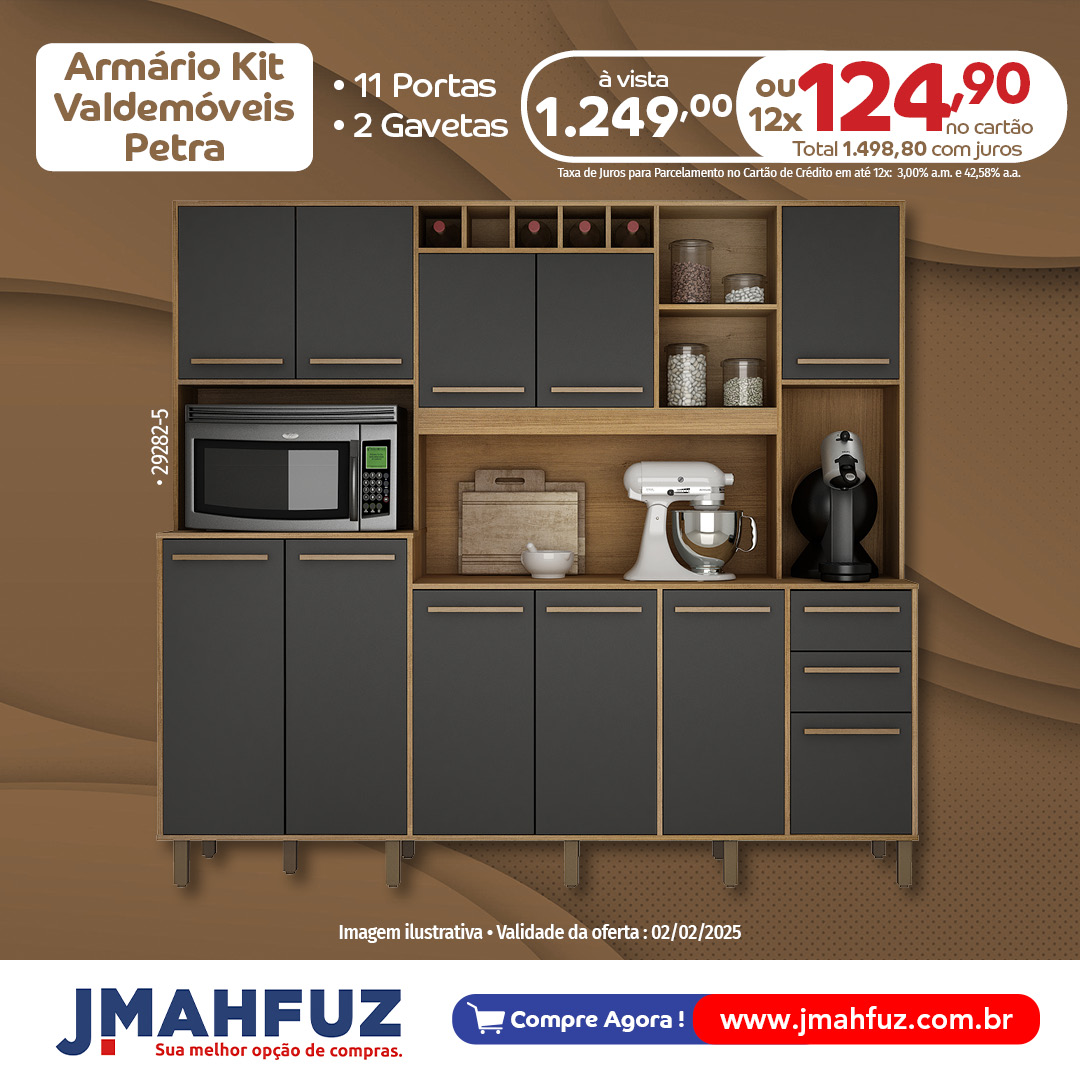 Armário Kit
Valdemóveis
Petra
• 11 Portas
• 2 Gavetas
à vista
1.249,00
ou
12x
124,90
no cartão
Total 1.498,80 com juros
Taxa de Juros para Parcelamento no Cartão de Crédito em até 12x: 3,00% a.m. e 42,58% a.a.
• 29282-5
Imagem ilustrativa • Validade da oferta : 02/02/2025
JMAHFUZ
Sua melhor opção de compras.
Compre Agora !
www.jmahfuz.com.br